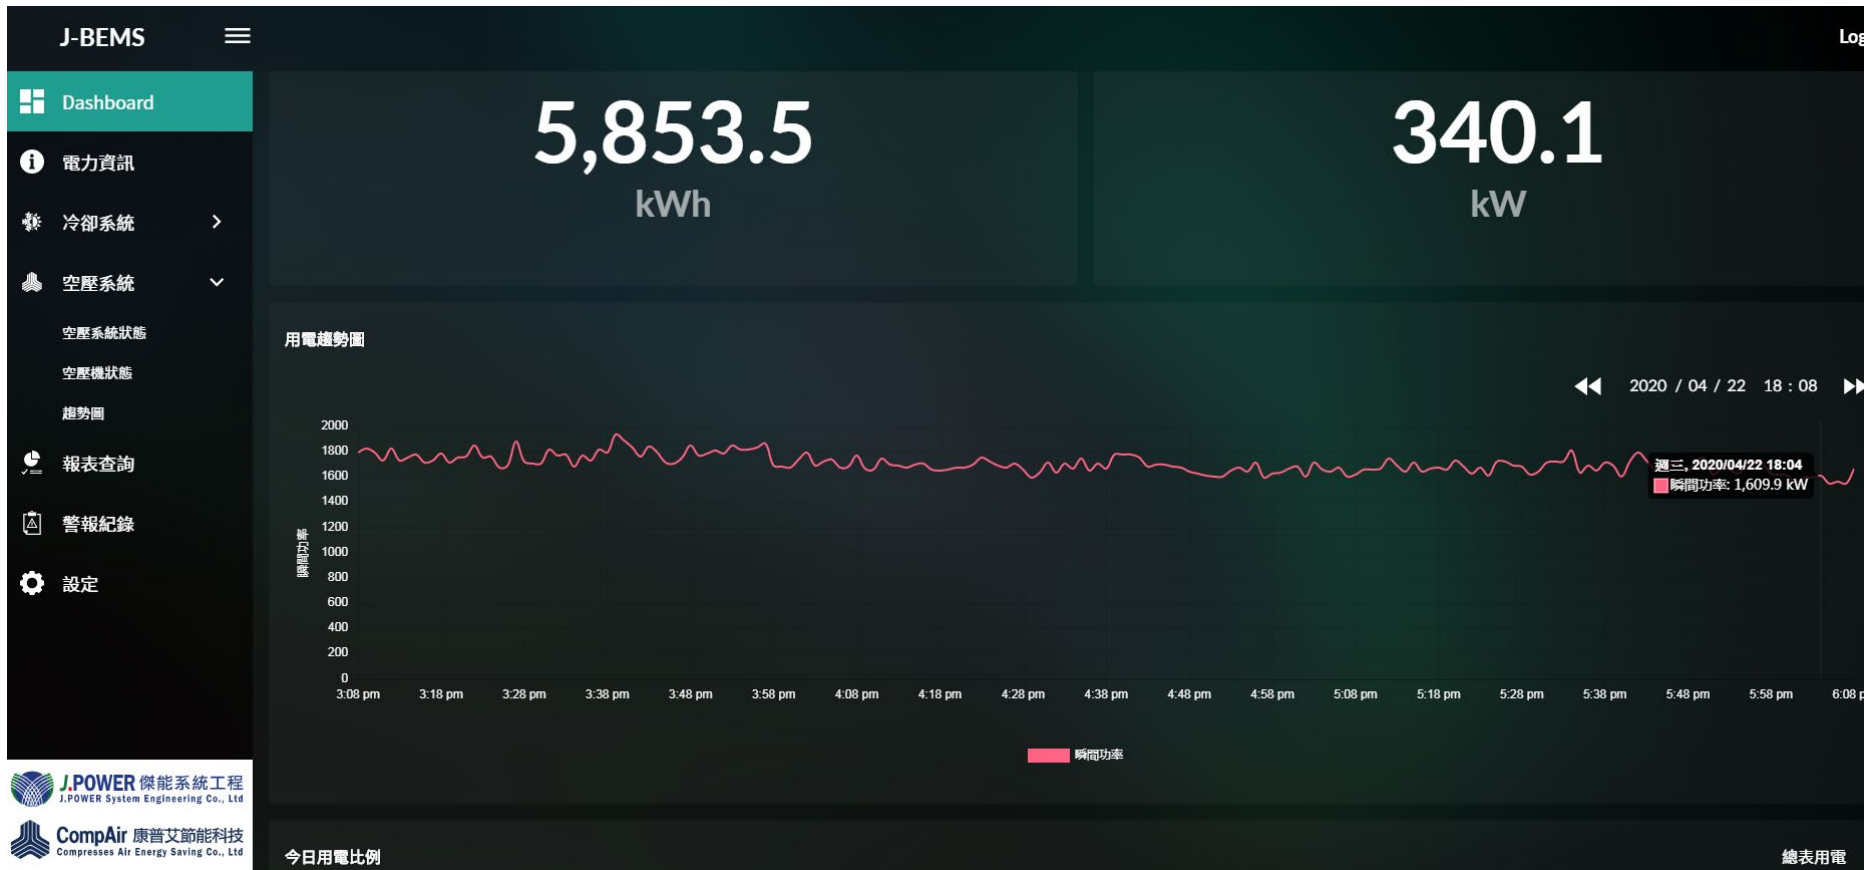 J-BEMS
Log
Dashboard
電力資訊
冷卻系統
空壓系統
空壓系統狀態
空壓機狀態
趨勢圖
報表查詢
警報紀錄
設定
J.POWER 傑能系統工程
J.POWER System Engineering Co., Ltd
CompAir 康普艾節能科技
Compresses Air Energy Saving Co., Ltd
5,853.5
kWh
340.1
kW
用電趨勢圖
2020 / 04 / 22 18 : 08
瞬間功率
2000
1800
1600
1400
1200
1000
800
600
400
200
0
週三, 2020/04/22 18:04
瞬間功率: 1,609.9 kW
3:08 pm 3:18 pm 3:28 pm 3:38 pm 3:48 pm 3:58 pm 4:08 pm 4:18 pm 4:28 pm 4:38 pm 4:48 pm 4:58 pm 5:08 pm 5:18 pm 5:28 pm 5:38 pm 5:48 pm 5:58 pm 6:08 p
瞬間功率
今日用電比例
總表用電